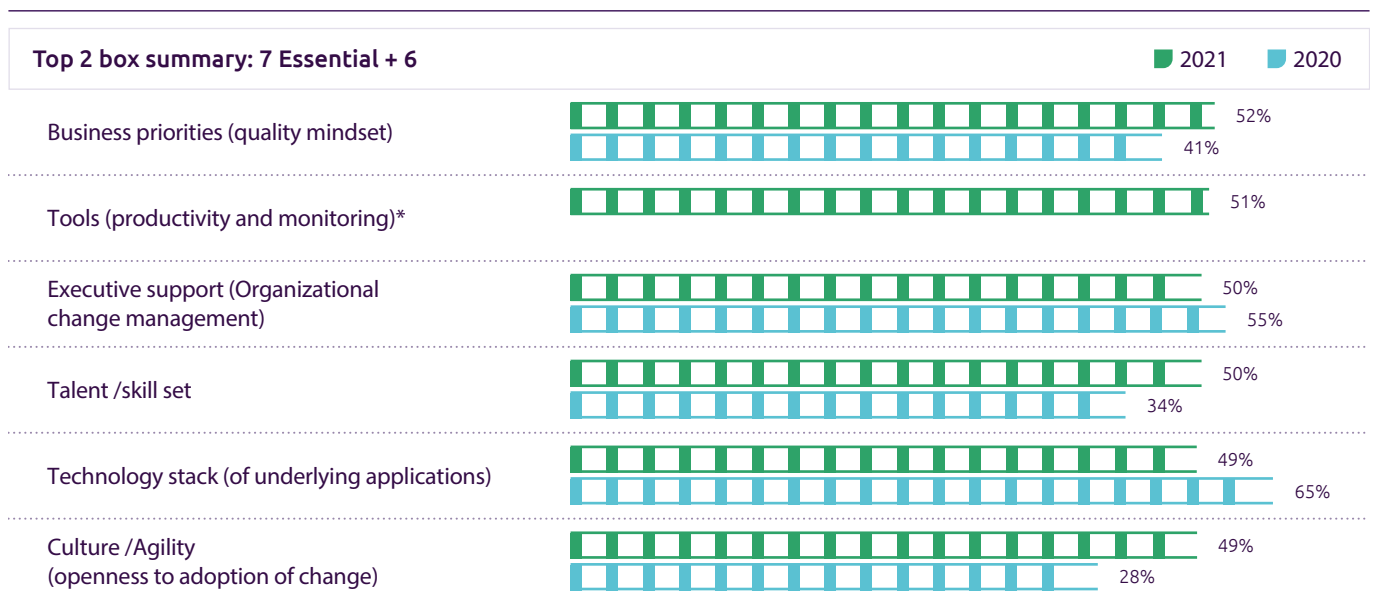 Top 2 box summary: 7 Essential + 6
2021
2020
Business priorities (quality mindset)
52%
41%
Tools (productivity and monitoring)*
51%
Executive support (Organizational
change management)
50%
55%
Talent /skill set
50%
34%
Technology stack (of underlying applications)
49%
65%
Culture /Agility
(openness to adoption of change)
49%
28%